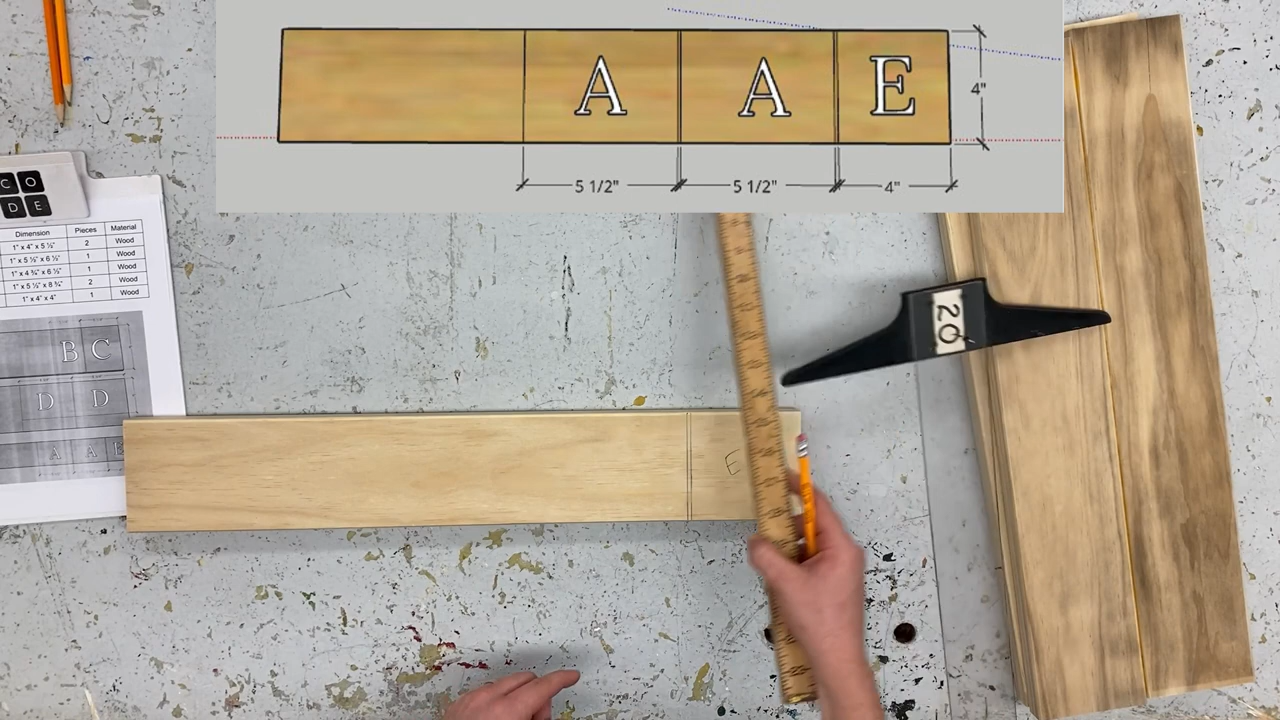 A A E
4"
5 1/2" 5 1/2" 4"
CO
DE
Dimension Pieces Material
1" x 4" x 5 ½" 2 Wood
1" x 5 ½" x 6 ½" 1 Wood
1" x 4 ¾" x 6 ½" 1 Wood
1" x 5 ½" x 8 ¾" 2 Wood
1" x 4" x 4" 1 Wood
B C
D D
A A E
20
E